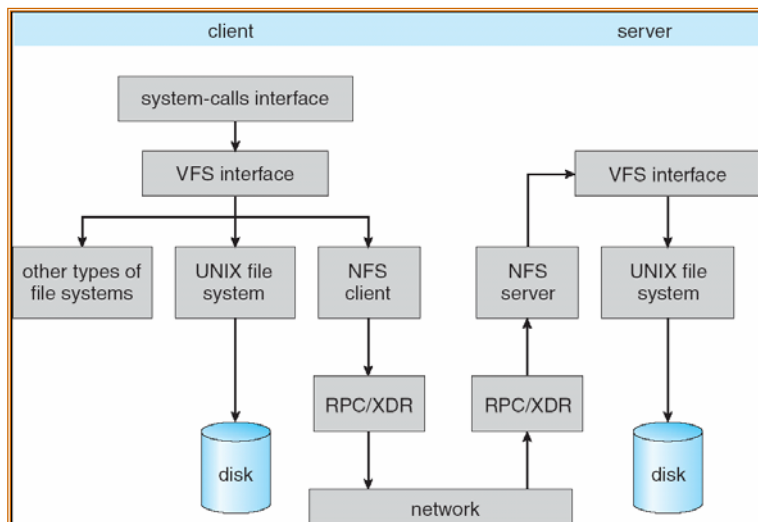 client
server
system-calls interface
VFS interface
VFS interface
other types of
file systems
UNIX file
system
NFS
client
NFS
server
UNIX file
system
RPC/XDR
RPC/XDR
disk
disk
network